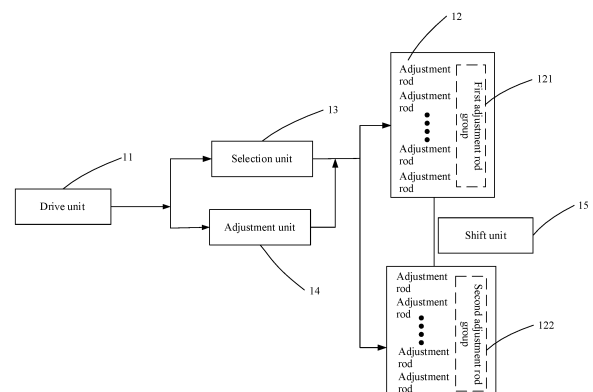 12
Adjustment
rod
Adjustment
rod
Adjustment
rod
Adjustment
rod
First adjustment rod
group
121
13
Selection unit
11
Drive unit
Adjustment unit
14
15
Shift unit
Adjustment
rod
Adjustment
rod
Adjustment
rod
Adjustment
rod
Second adjustment rod
group
122